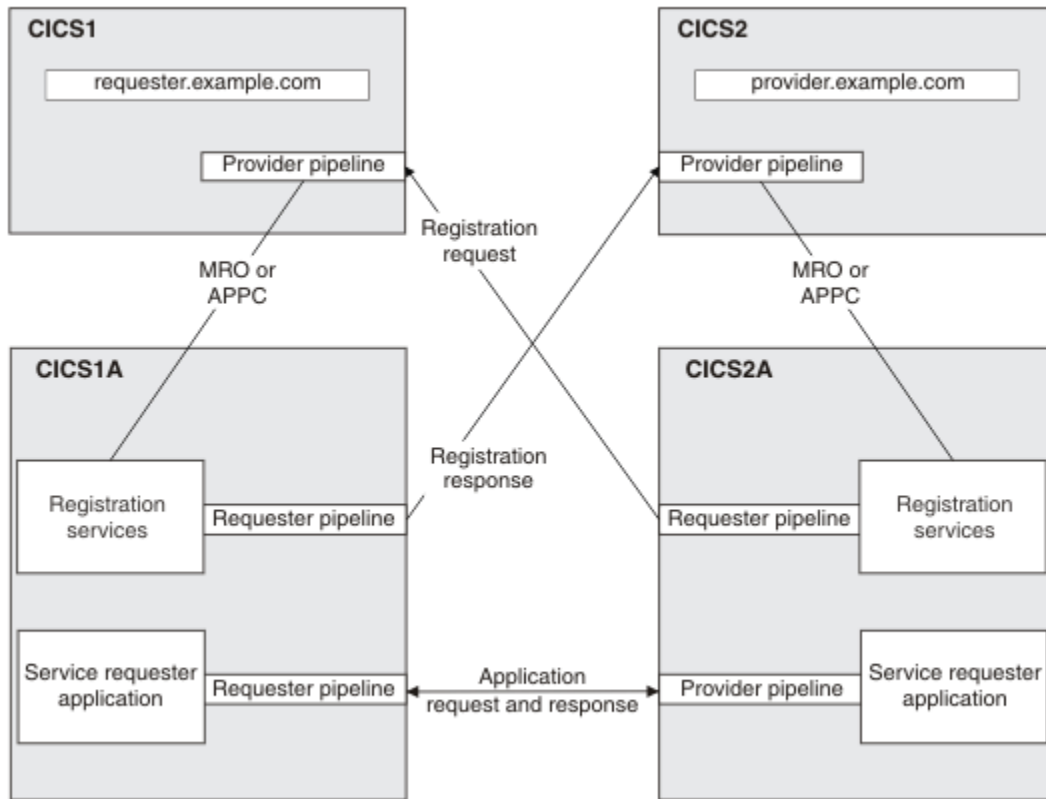 CICS1
requester.example.com
Provider pipeline
CICS2
provider.example.com
Provider pipeline
Registration
request
MRO or
APPC
MRO or
APPC
CICS1A
Registration
services
Requester pipeline
Registration
response
CICS2A
Requester pipeline
Registration
services
Service requester
application
Requester pipeline
Application
request and response
Provider pipeline
Service requester
application